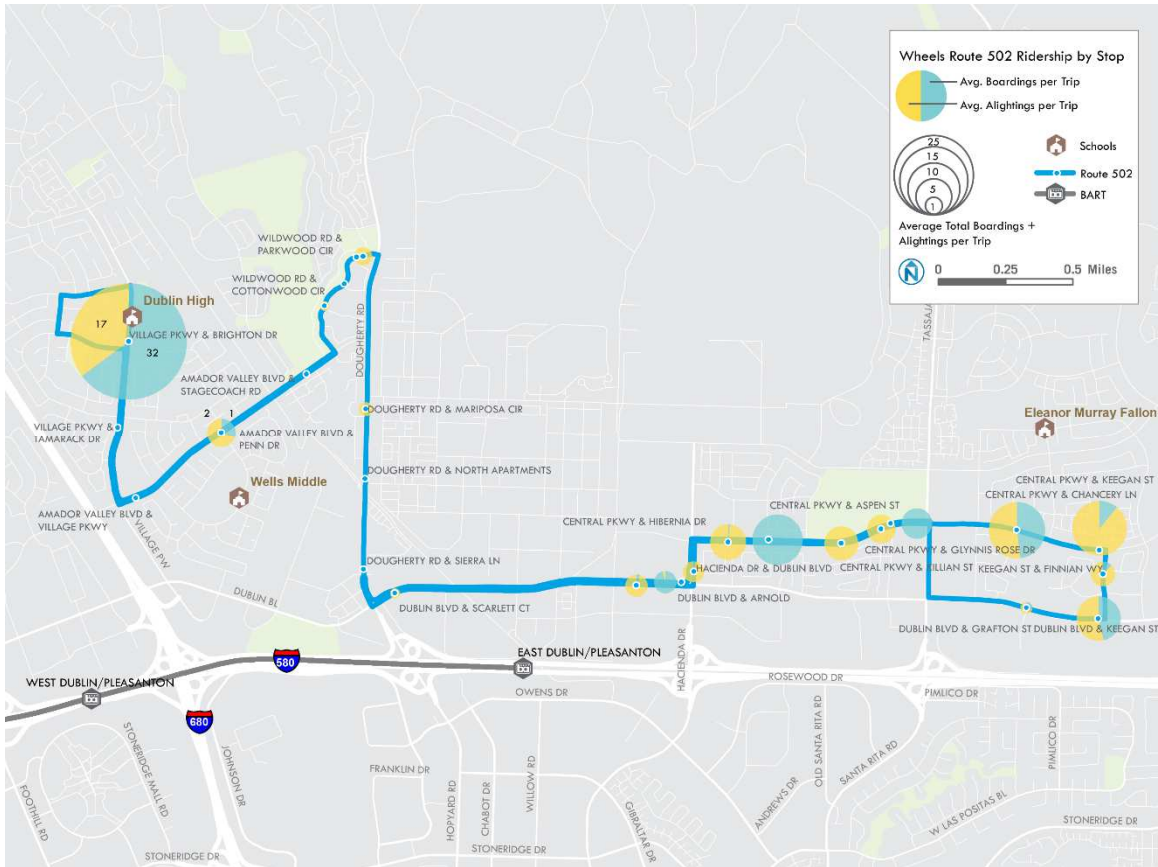 Wheels Route 502 Ridership by Stop
Avg. Boardings per Trip
Avg. Alightings per Trip
25
15
10
5
1
Schools
Route 502
BART
Average Total Boardings +
Alightings per Trip
N
0 0.25 0.5 Miles
WILDWOOD RD &
PARKWOOD CIR
WILDWOOD RD &
COTTONWOOD CIR
Dublin High
17
32
VILLAGE PKWY & BRIGHTON DR
DOUGHERTY RD
TASSAJA
AMADOR VALLEY BLVD &
STAGECOACH RD
2 1
AMADOR VALLEY BLVD &
PENN DR
DOUGHERTY RD & MARIPOSA CIR
VILLAGE PKWY &
TAMARACK DR
Eleanor Murray Fallon
Wells Middle
DOUGHERTY RD & NORTH APARTMENTS
AMADOR VALLEY BLVD &
VILLAGE PKWY
VILLAGE PW
CENTRAL PKWY & KEEGAN ST
CENTRAL PKWY & CHANCERY LN
CENTRAL PKWY & ASPEN ST
CENTRAL PKWY & HIBERNIA DR
CENTRAL PKWY & GLYNNIS ROSE DR
DOUGHERTY RD & SIERRA LN
HACIENDA DR & DUBLIN BLVD
CENTRAL PKWY & KILLIAN ST
KEEGAN ST & FINNIAN WY
DUBLIN BL
DUBLIN BLVD & SCARLETT CT
DUBLIN BLVD & ARNOLD
DUBLIN BLVD & GRAFTON ST
DUBLIN BLVD & KEEGAN ST
HACIENDA DR
580
EAST DUBLIN/PLEASANTON
WEST DUBLIN/PLEASANTON
680
OWENS DR
ROSEWOOD DR
PIMLICO DR
STONERIDGE MALL RD
JOHNSON DR
FOOTHILL RD
FRANKLIN DR
HOPYARD RD
CHABOT DR
WILLOW RD
GIBRALTAR DR
ANDREWS DR
OLD SANTA RITA RD
SANTA RITA RD
PIMLICO DR
W LAS POSITAS BL
STONERIDGE DR
STONERIDGE DR
STONERIDGE DR